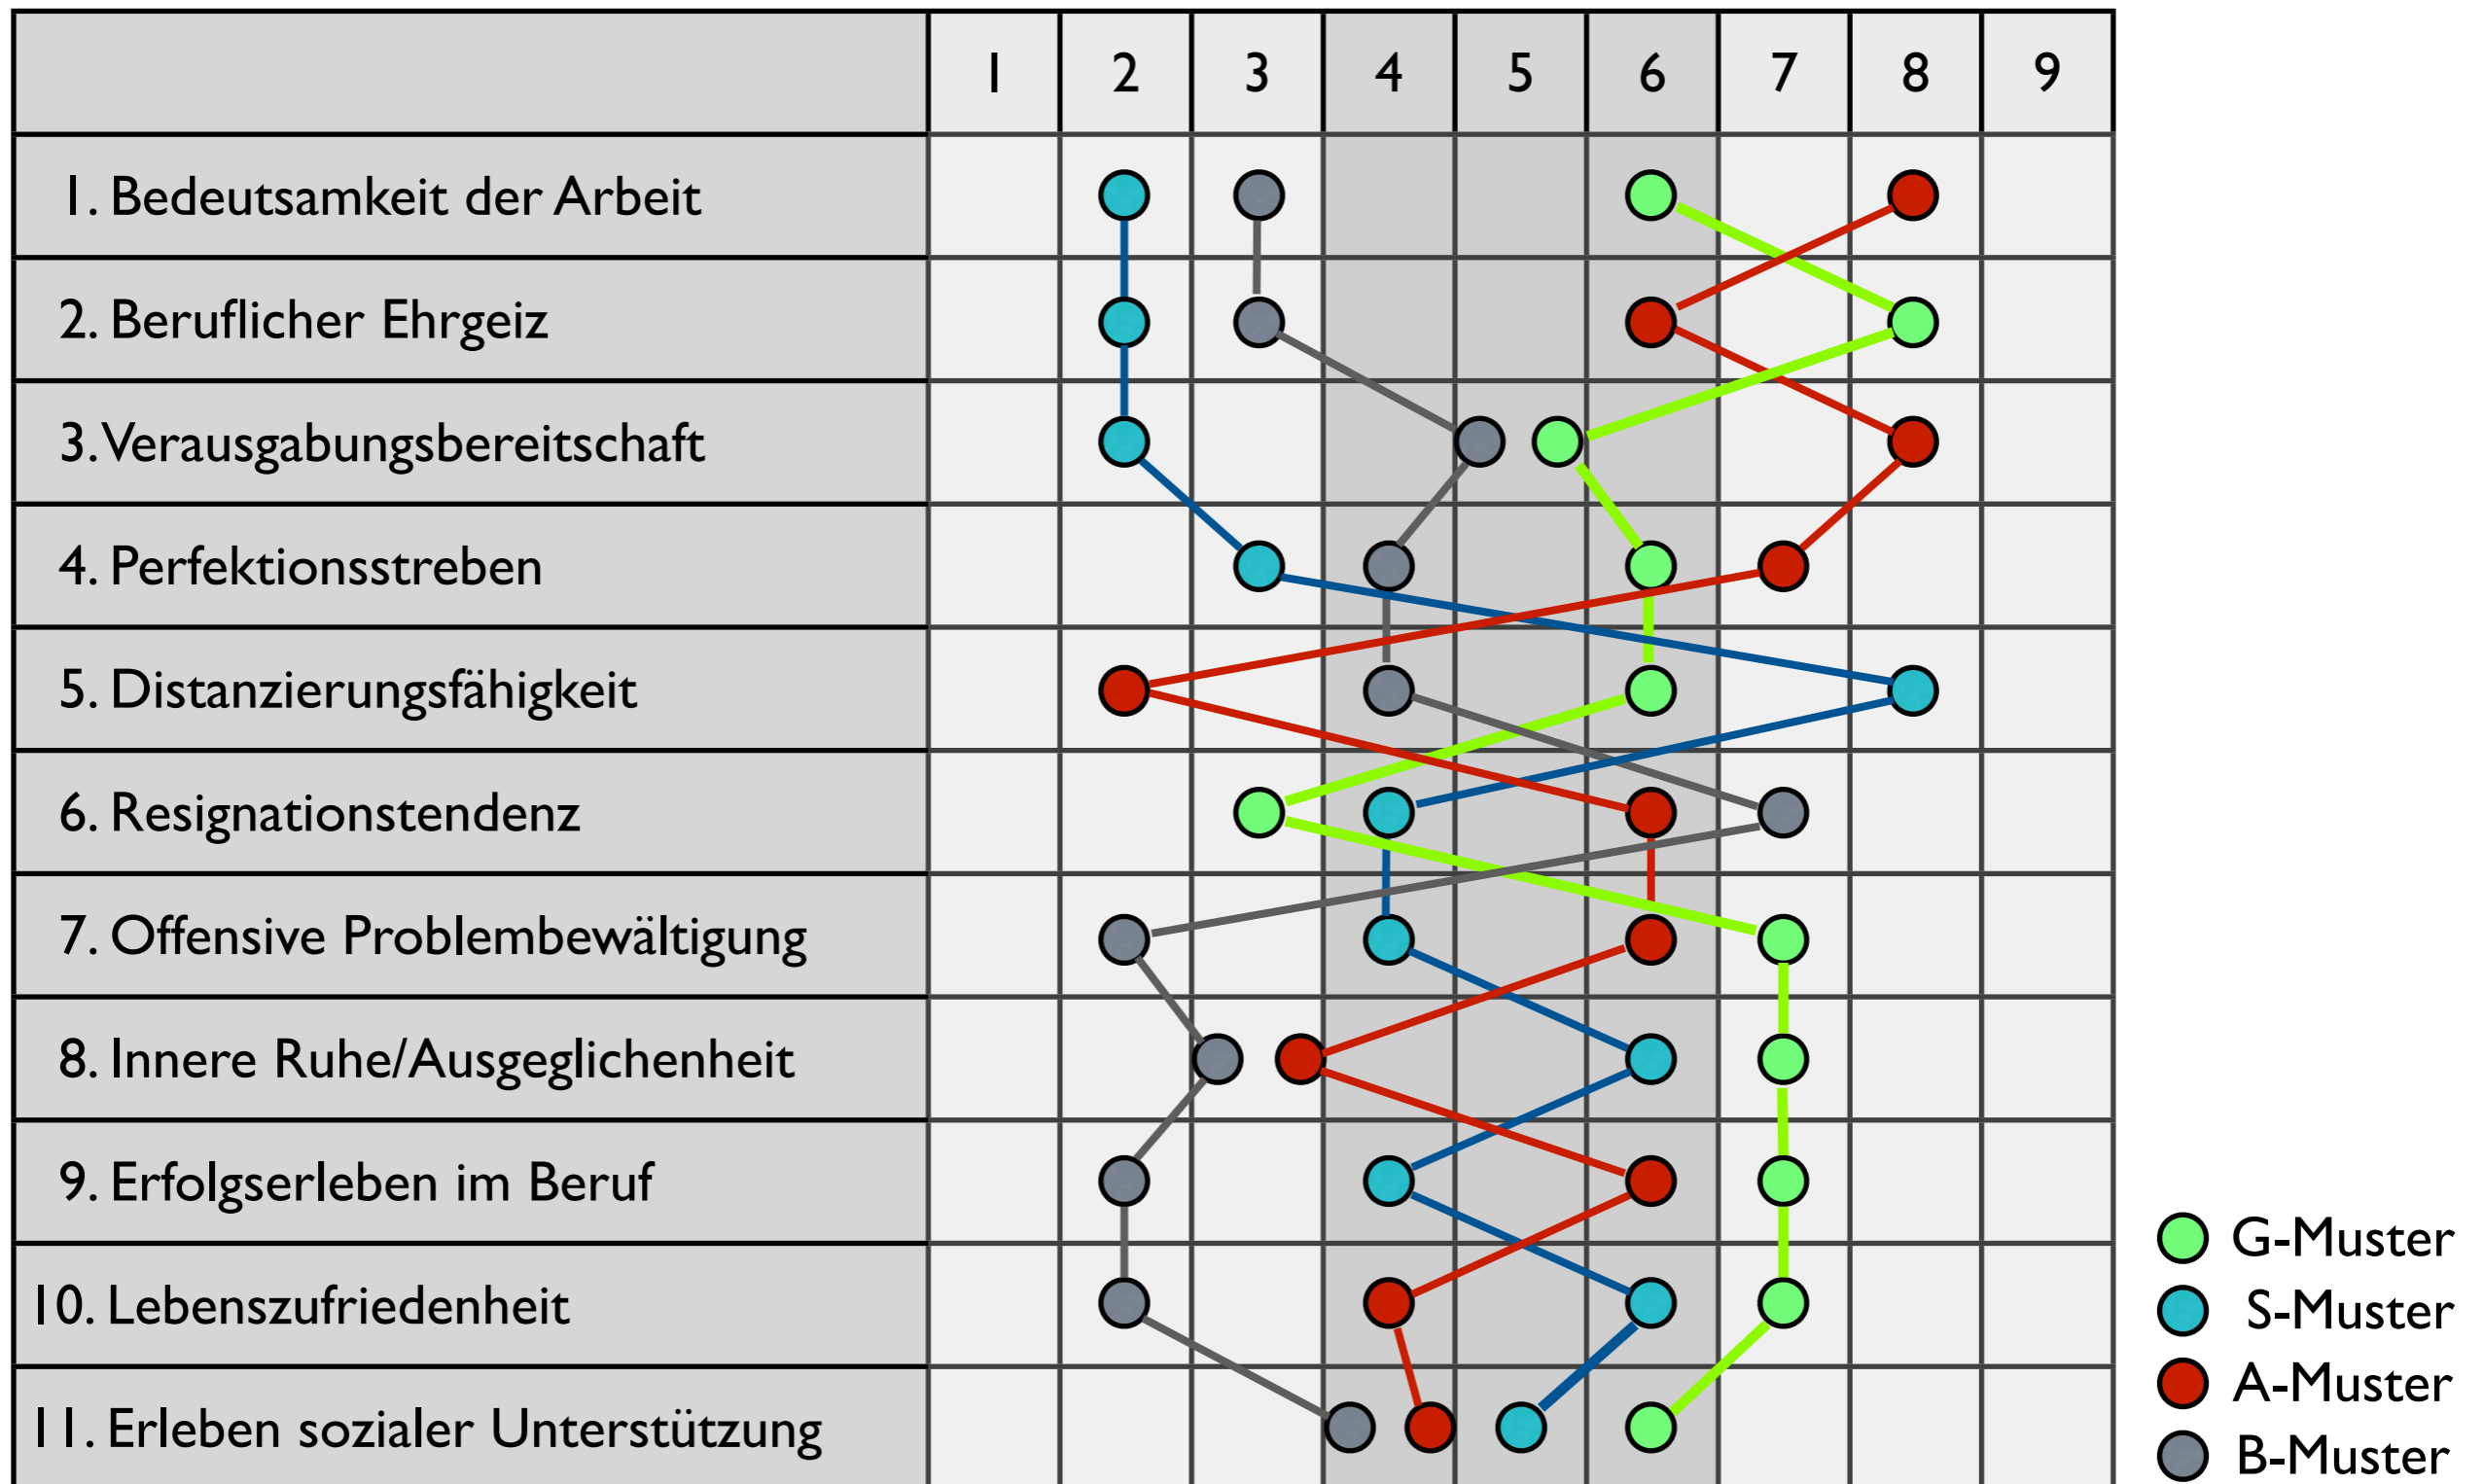 1 2 3 4 5 6 7 8 9
1. Bedeutsamkeit der Arbeit
2. Beruflicher Ehrgeiz
3. Verausgabungsbereitschaft
4. Perfektionsstreben
5. Distanzierungsfähigkeit
6. Resignationstendenz
7. Offensive Problembewältigung
8. Innere Ruhe/Ausgeglichenheit
9. Erfolgserleben im Beruf
10. Lebenszufriedenheit
11. Erleben sozialer Unterstützung
G-Muster
S-Muster
A-Muster
B-Muster